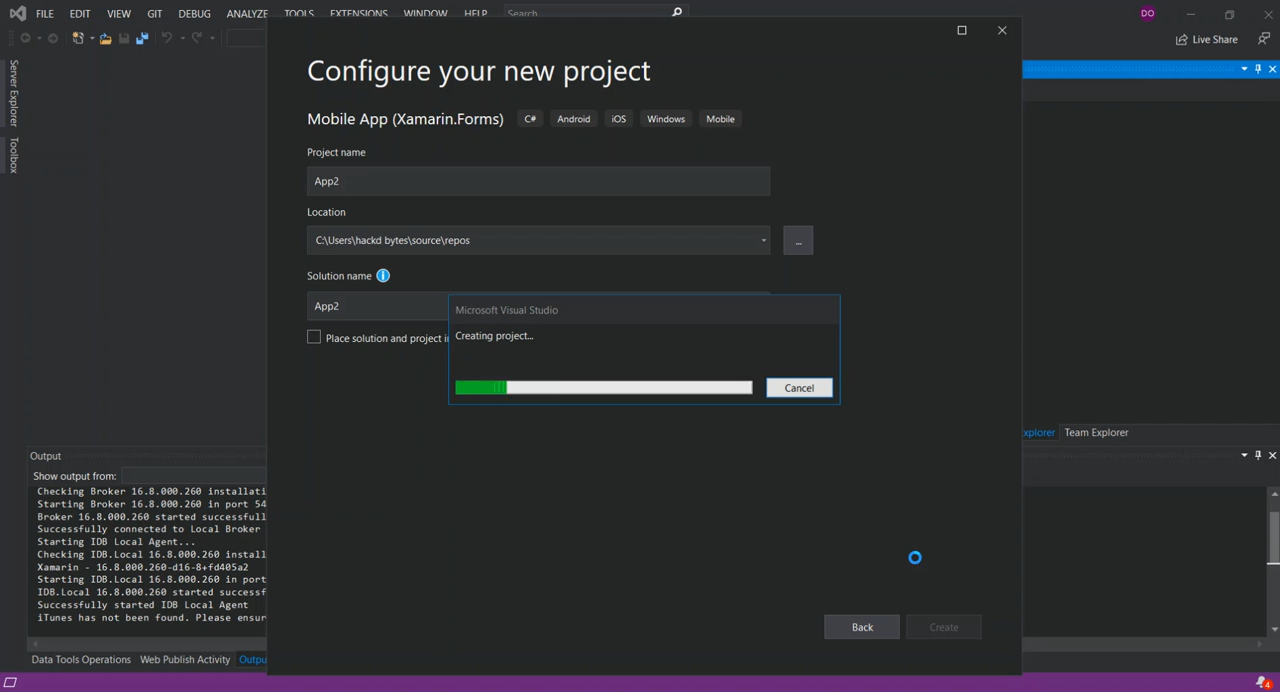 FILE EDIT VIEW GIT DEBUG ANALYZE TOOLS EXTENSIONS WINDOW HELP Search DO
Live Share
Server Explorer
Toolbox
Configure your new project
Mobile App (Xamarin.Forms) C# Android iOS Windows Mobile
Project name
App2
Location
C:\Users\hackd bytes\source\repos
...
Solution name
App2
Place solution and project i
Microsoft Visual Studio
Creating project...
Cancel
xplorer Team Explorer
Output
Show output from:
Checking Broker 16.8.000.260 installati
Starting Broker 16.8.000.260 in port 54
Broker 16.8.000.260 started successfull
Successfully connected to Local Broker
Starting IDB Local Agent...
Checking IDB.Local 16.8.000.260 install
Xamarin - 16.8.000.260-d16-8+fd405a2
Starting IDB.Local 16.8.000.260 in port
IDB.Local 16.8.000.260 started successf
Successfully started IDB Local Agent
iTunes has not been found. Please ensur
Back Create
Data Tools Operations Web Publish Activity Outpu
4